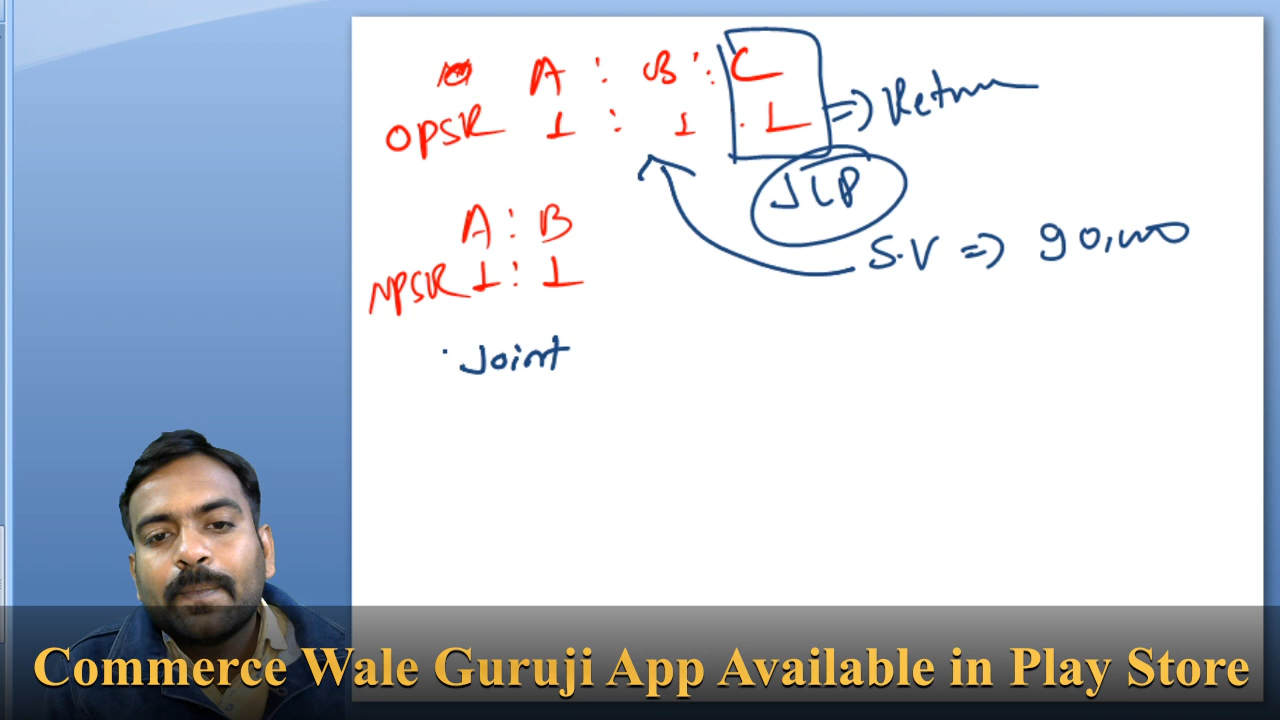 A : B : C
OPSR 1 : 1 : 1 => Retire
JLP
A : B
S.V => 90,000
NPSR 1 : 1
Joint
Commerce Wale Guruji App Available in Play Store